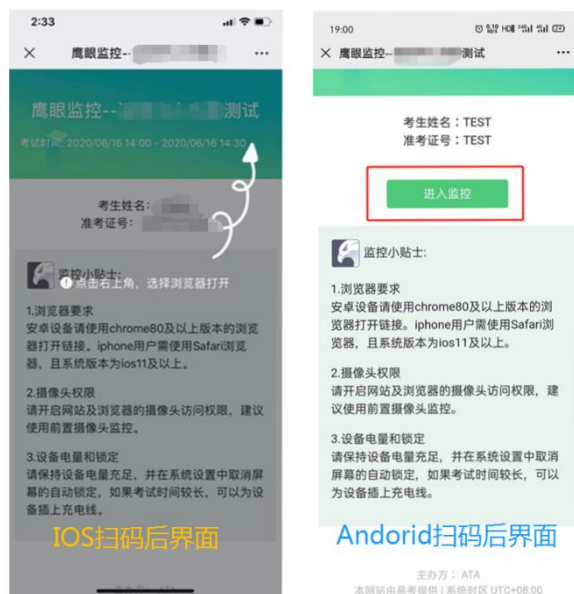 2:33
鹰眼监控--
鹰眼监控--
测试
考试时间: 2020/06/16 14:00 - 2020/06/16 14:30
考生姓名:
准考证号:
监控小贴士:
点击右上角，选择浏览器打开
1.浏览器要求
安卓设备请使用chrome80及以上版本的浏览
器打开链接。iphone用户需使用Safari浏览
器，且系统版本为ios11及以上。
2.摄像头权限
请开启网站及浏览器的摄像头访问权限，建议
使用前置摄像头监控。
3.设备电量和锁定
请保持设备电量充足，并在系统设置中取消屏
幕的自动锁定，如果考试时间较长，可以为设
备插上充电线。
IOS扫码后界面
主办方： ATA
19:00
鹰眼监控--
测试
考生姓名：TEST
准考证号：TEST
进入监控
监控小贴士:
1.浏览器要求
安卓设备请使用chrome80及以上版本的浏
览器打开链接。iphone用户需使用Safari浏
览器，且系统版本为ios11及以上。
2.摄像头权限
请开启网站及浏览器的摄像头访问权限，建
议使用前置摄像头监控。
3.设备电量和锁定
请保持设备电量充足，并在系统设置中取消
屏幕的自动锁定，如果考试时间较长，可以
为设备插上充电线。
Andorid扫码后界面
主办方： ATA
本网站由易考提供 | 系统时区 UTC+08:00